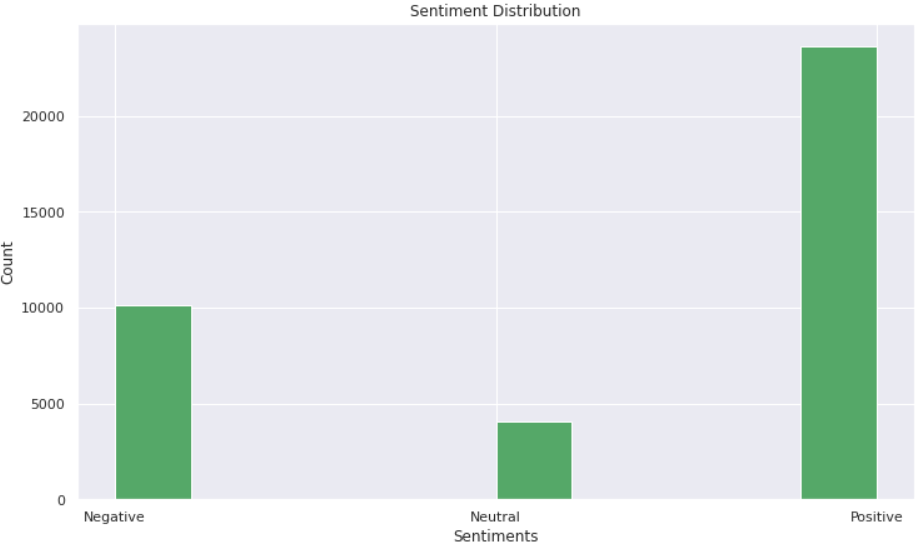 Sentiment Distribution
20000
15000
10000
5000
0
Count
Negative Neutral Positive
Sentiments